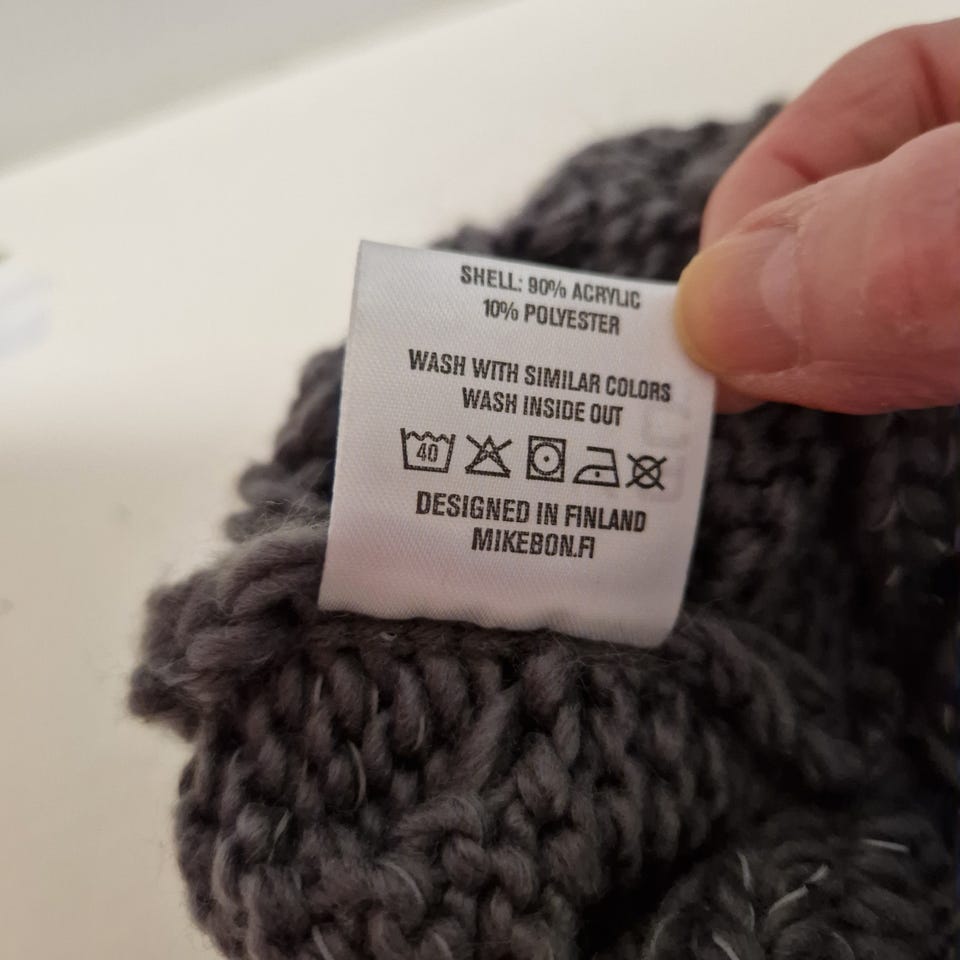 SHELL: 90% ACRYLIC
10% POLYESTER
WASH WITH SIMILAR COLORS
WASH INSIDE OUT
40
DESIGNED IN FINLAND
MIKEBON.FI